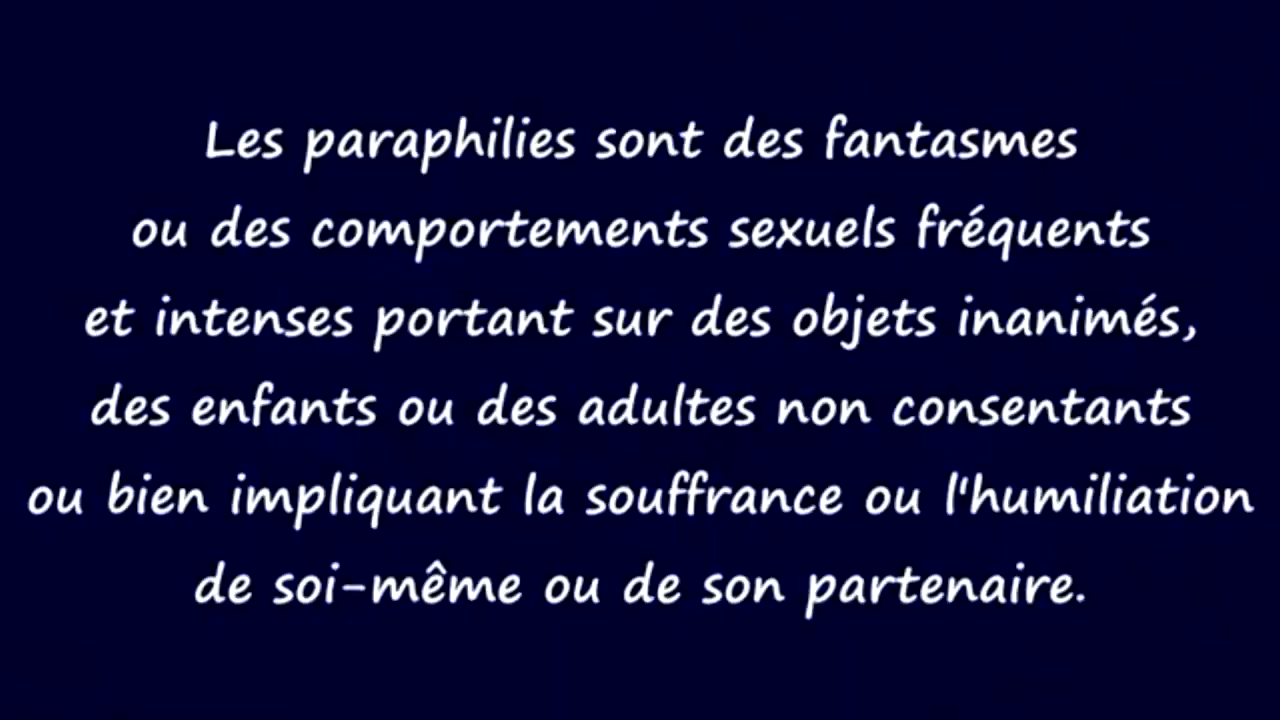 Les paraphilies sont des fantasmes
ou des comportements sexuels fréquents
et intenses portant sur des objets inanimés,
des enfants ou des adultes non consentants
ou bien impliquant la souffrance ou l'humiliation
de soi-même ou de son partenaire.